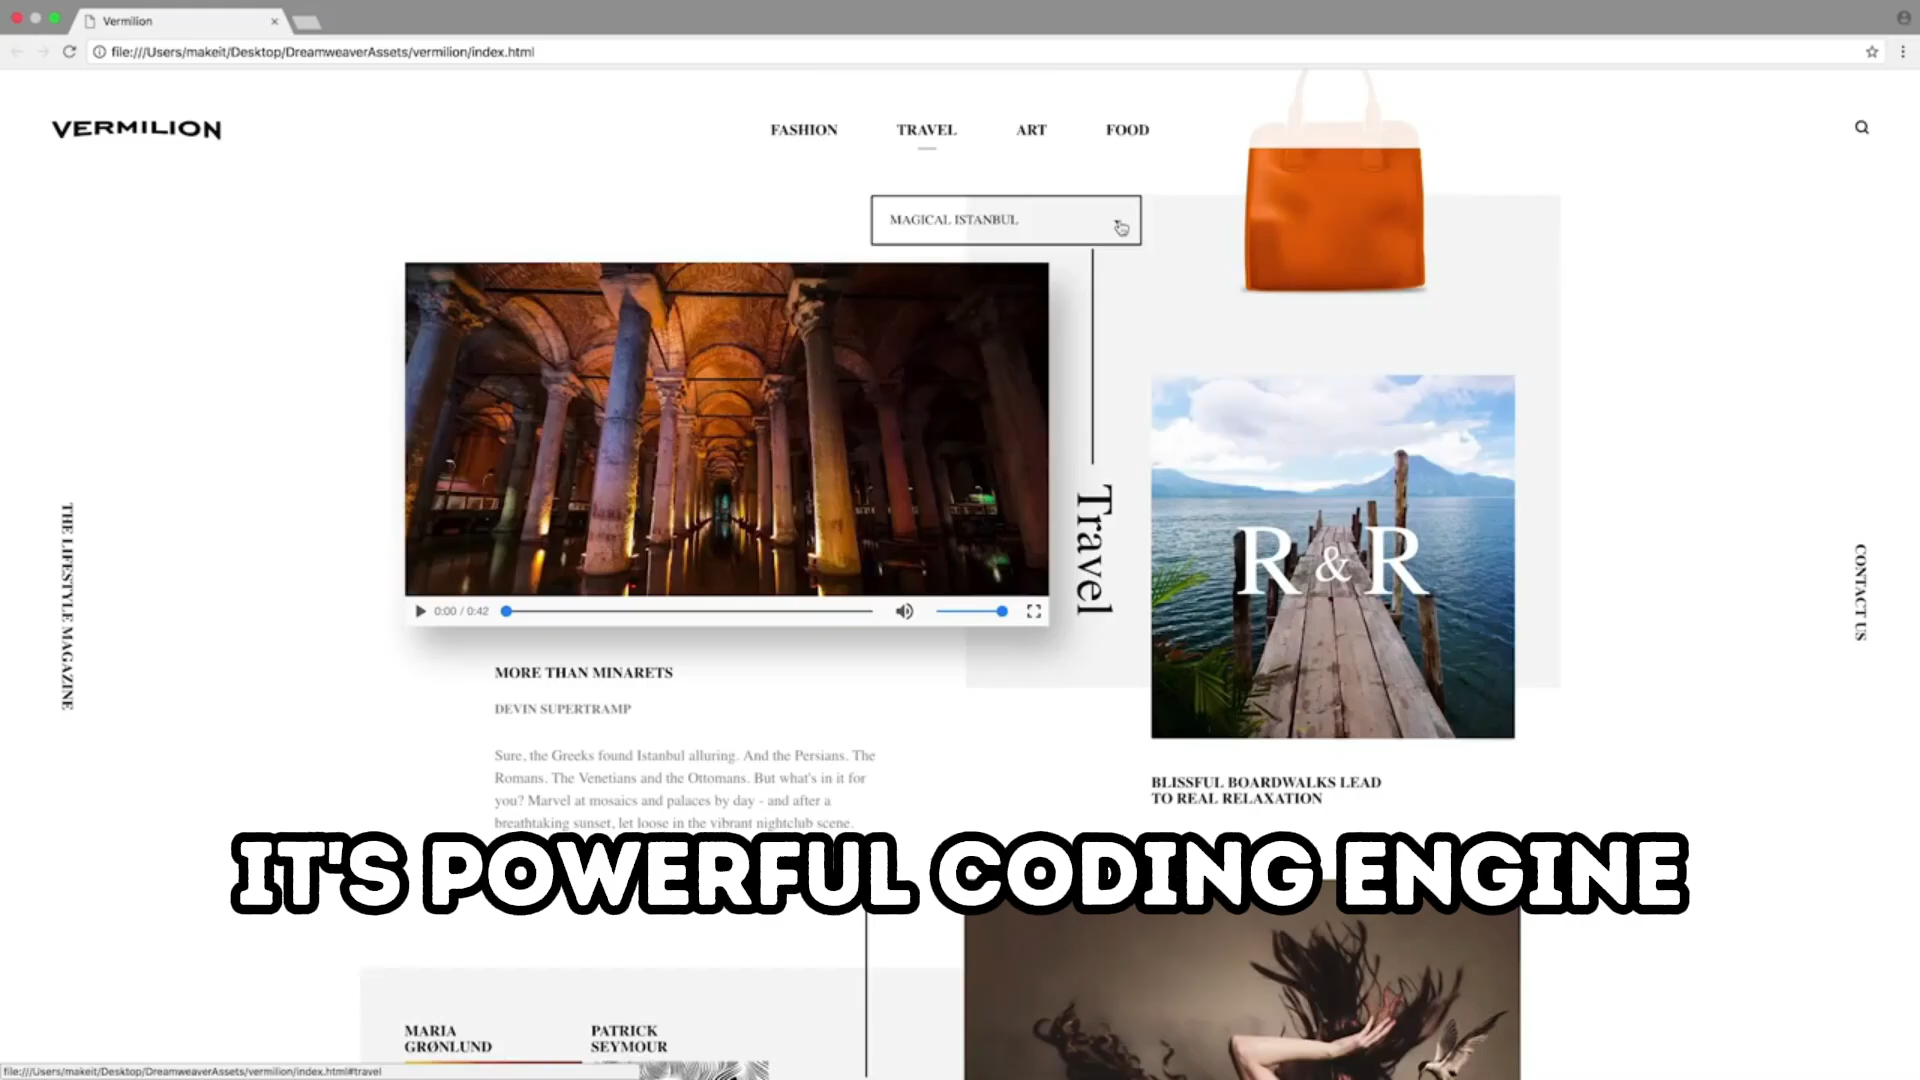 Vermilion
file:///Users/makeit/Desktop/DreamweaverAssets/vermilion/index.html
VERMILION
FASHION
TRAVEL
ART
FOOD
MAGICAL ISTANBUL
0:00 / 0:42
Travel
R & R
THE LIFESTYLE MAGAZINE
CONTACT US
MORE THAN MINARETS
DEVIN SUPERTRAMP
Sure, the Greeks found Istanbul alluring. And the Persians. The
Romans. The Venetians and the Ottomans. But what's in it for
you? Marvel at mosaics and palaces by day - and after a
breathtaking sunset, let loose in the vibrant nightclub scene.
BLISSFUL BOARDWALKS LEAD
TO REAL RELAXATION
IT'S POWERFUL CODING ENGINE
MARIA
GRØNLUND
PATRICK
SEYMOUR
file:///Users/makeit/Desktop/DreamweaverAssets/vermilion/index.html#travel